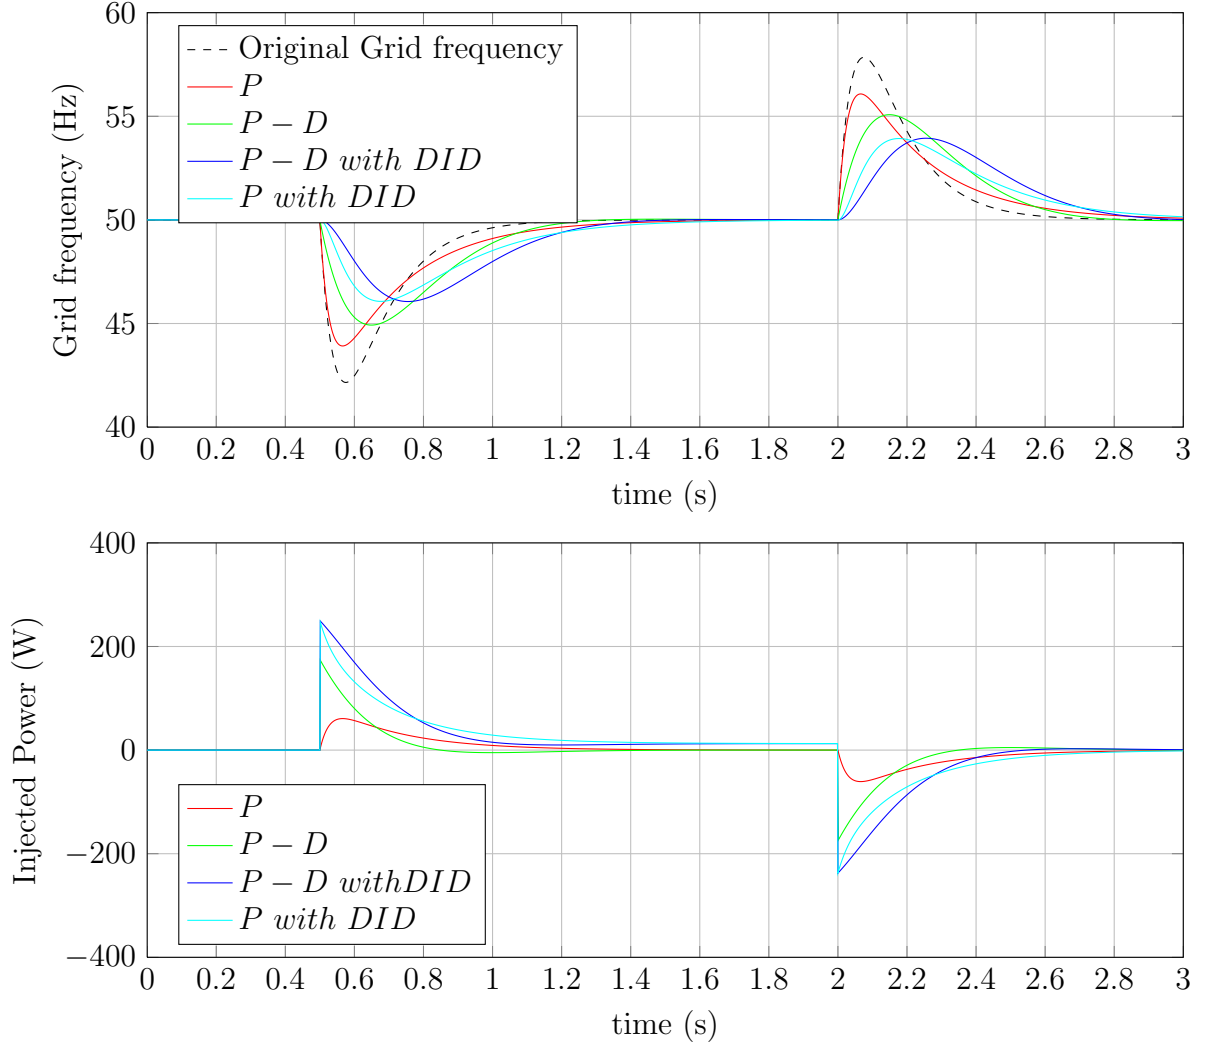 60
55
50
45
40
Grid frequency (Hz)
Original Grid frequency
P
P − D
P − D with DID
P with DID
0 0.2 0.4 0.6 0.8 1 1.2 1.4 1.6 1.8 2 2.2 2.4 2.6 2.8 3
time (s)
400
200
0
−200
−400
Injected Power (W)
P
P − D
P − D withDID
P with DID
0 0.2 0.4 0.6 0.8 1 1.2 1.4 1.6 1.8 2 2.2 2.4 2.6 2.8 3
time (s)